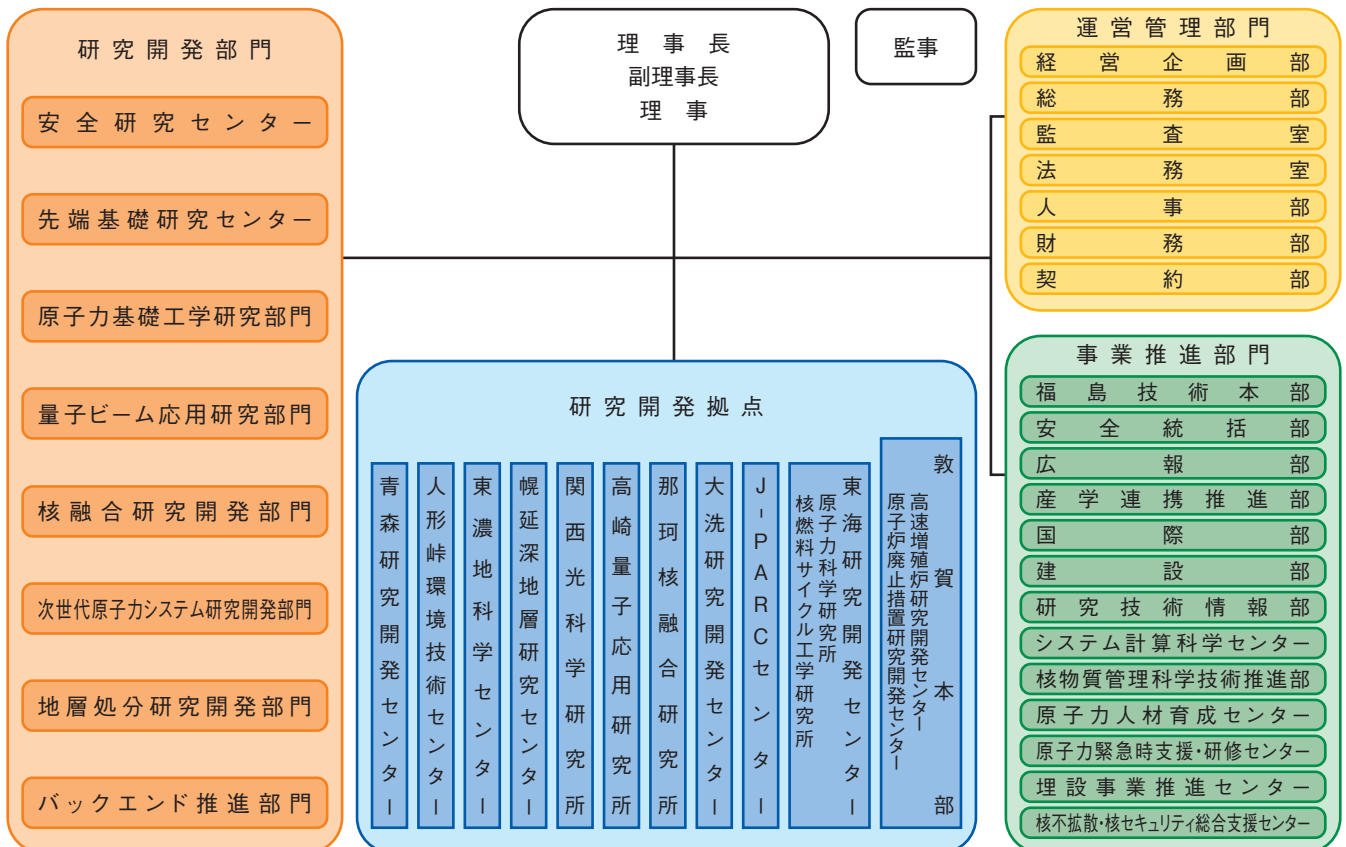 研究開発部門
安全研究センター
先端基礎研究センター
原子力基礎工学研究部門
量子ビーム応用研究部門
核融合研究開発部門
次世代原子力システム研究開発部門
地層処分研究開発部門
バックエンド推進部門
理事長
副理事長
理事
監事
運営管理部門
経営企画部
総務部
監査室
法務室
人事部
財務部
契約部
事業推進部門
福島技術本部
安全統括部
広報部
産学連携推進部
国際部
建設部
研究技術情報部
システム計算科学センター
核物質管理科学技術推進部
原子力人材育成センター
原子力緊急時支援・研修センター
埋設事業推進センター
核不拡散・核セキュリティ総合支援センター
研究開発拠点
敦賀本部
高速増殖炉研究開発センター
原子炉廃止措置研究開発センター
東海研究開発センター
原子力科学研究所
核燃料サイクル工学研究所
J-PARCセンター
大洗研究開発センター
那珂核融合研究所
高崎量子応用研究所
関西光科学研究所
幌延深地層研究センター
東濃地科学センター
人形峠環境技術センター
青森研究開発センター